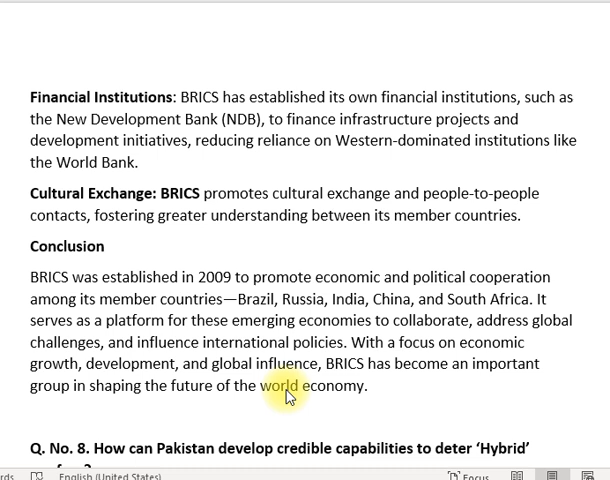 Financial Institutions: BRICS has established its own financial institutions, such as
the New Development Bank (NDB), to finance infrastructure projects and
development initiatives, reducing reliance on Western-dominated institutions like
the World Bank.
Cultural Exchange: BRICS promotes cultural exchange and people-to-people
contacts, fostering greater understanding between its member countries.
Conclusion
BRICS was established in 2009 to promote economic and political cooperation
among its member countries—Brazil, Russia, India, China, and South Africa. It
serves as a platform for these emerging economies to collaborate, address global
challenges, and influence international policies. With a focus on economic
growth, development, and global influence, BRICS has become an important
group in shaping the future of the world economy.
Q. No. 8. How can Pakistan develop credible capabilities to deter ‘Hybrid’
English (United States)
Focus